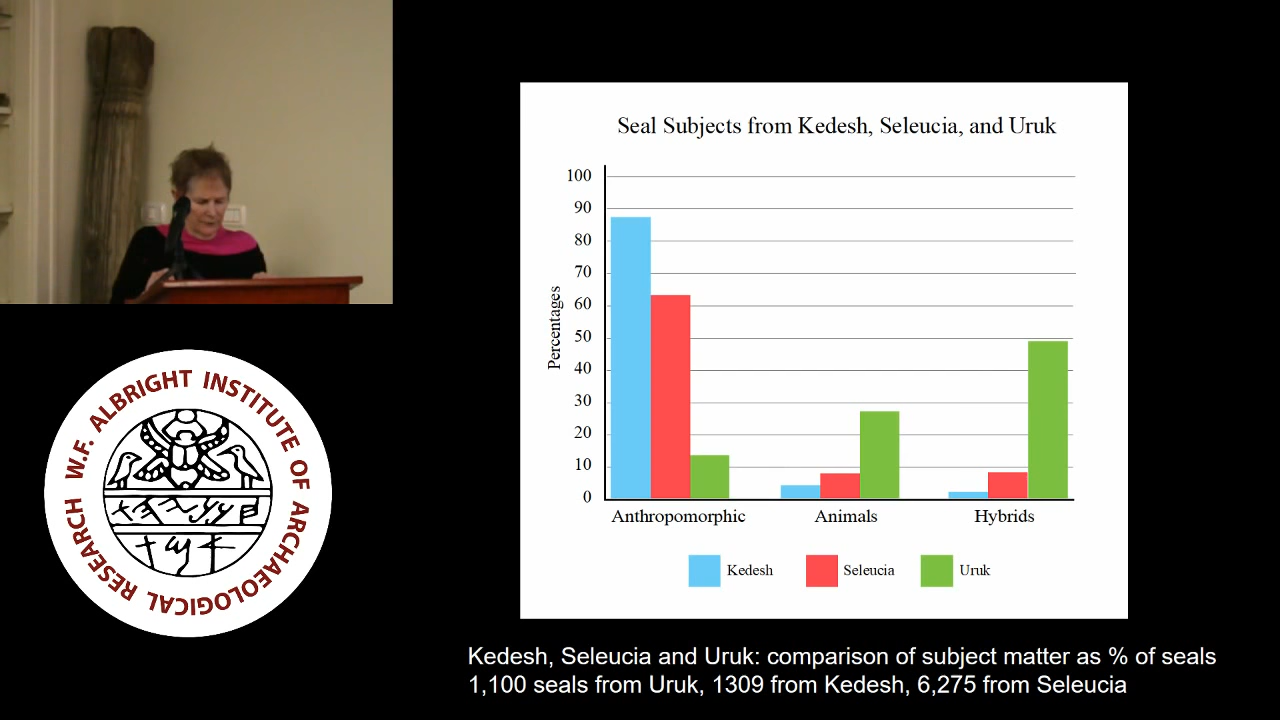 Seal Subjects from Kedesh, Seleucia, and Uruk
100
90
80
70
60
50
40
30
20
10
0
Percentages
Anthropomorphic Animals Hybrids
Kedesh Seleucia Uruk
W.F. ALBRIGHT INSTITUTE OF ARCHAEOLOGICAL RESEARCH
Kedesh, Seleucia and Uruk: comparison of subject matter as % of seals
1,100 seals from Uruk, 1309 from Kedesh, 6,275 from Seleucia